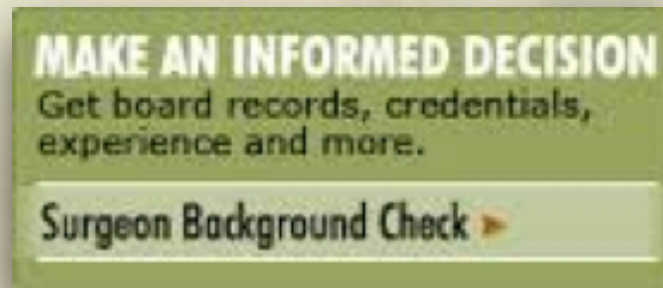 MAKE AN INFORMED DECISION
Get board records, credentials,
experience and more.
Surgeon Background Check ►